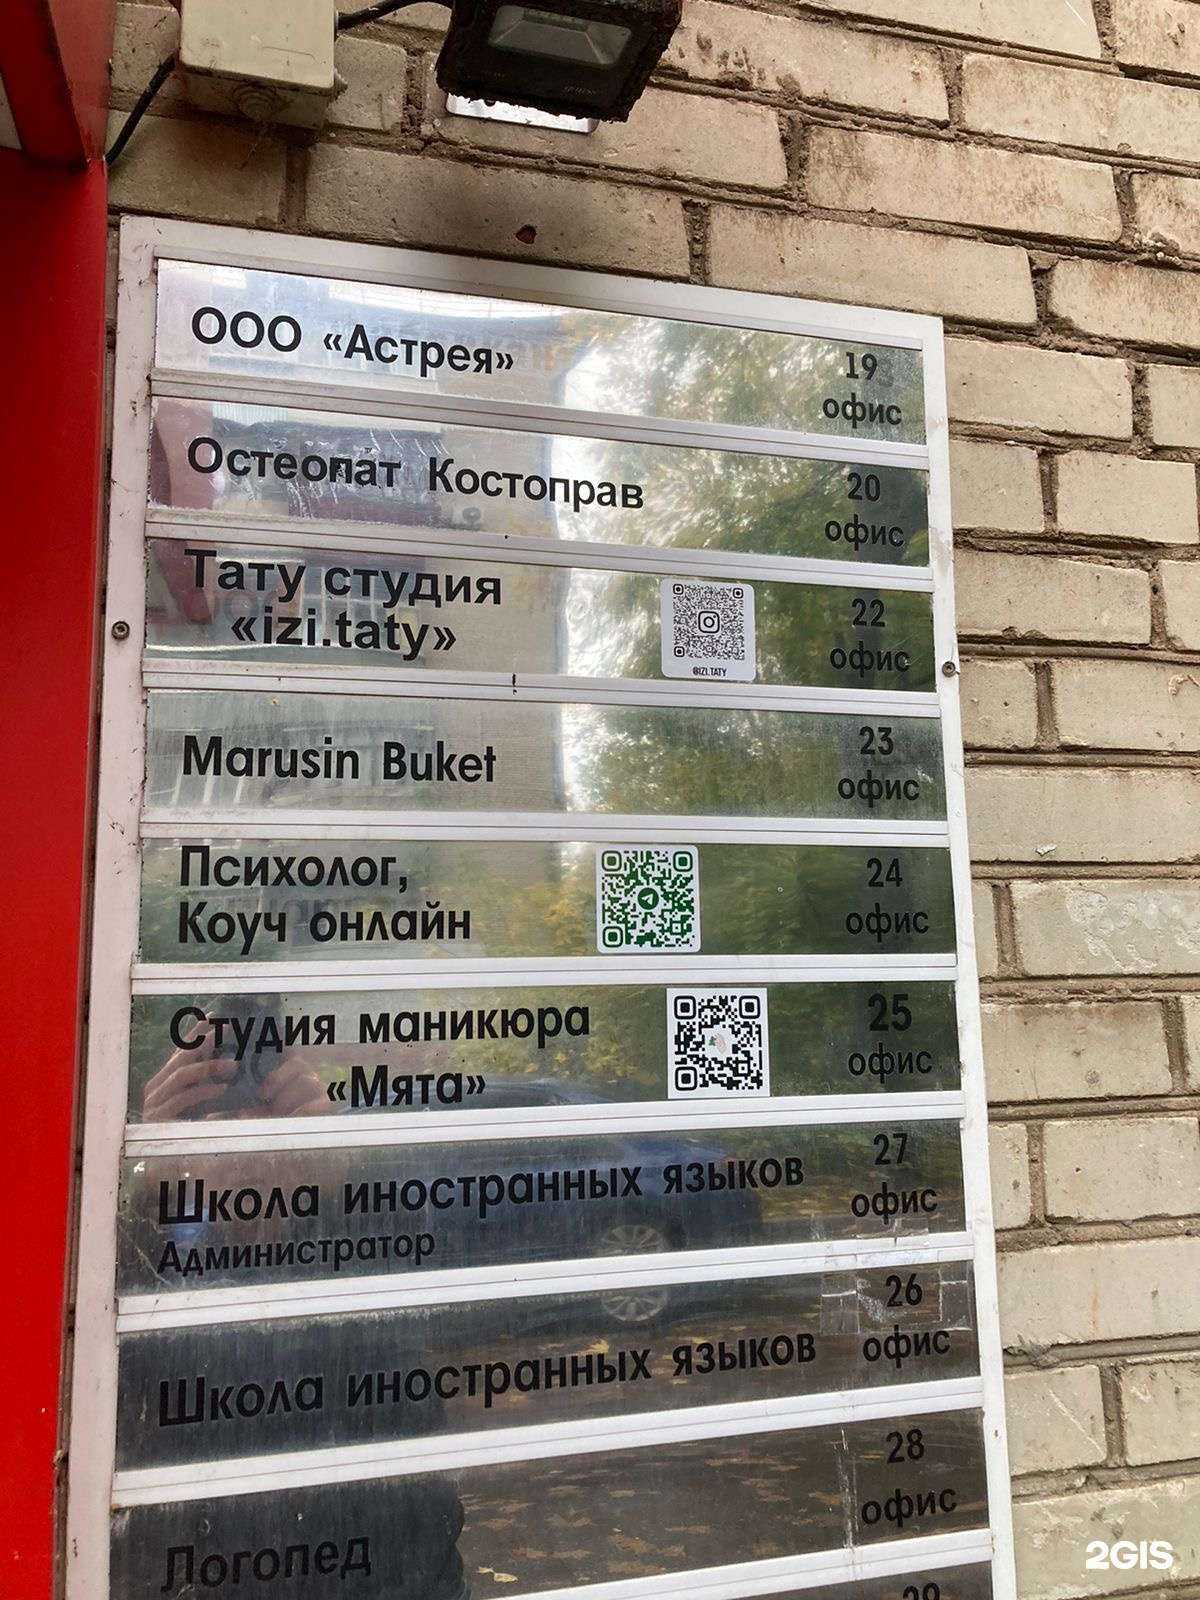 ООО «Астрея»
19
офис
Остеопат Костоправ
20
офис
Тату студия
«izi.taty»
@IZI.TATY
22
офис
Marusin Buket
23
офис
Психолог,
Коуч онлайн
24
офис
Студия маникюра
«Мята»
25
офис
Школа иностранных языков
Администратор
27
офис
Школа иностранных языков
26
офис
Логопед
28
офис
29
2GIS